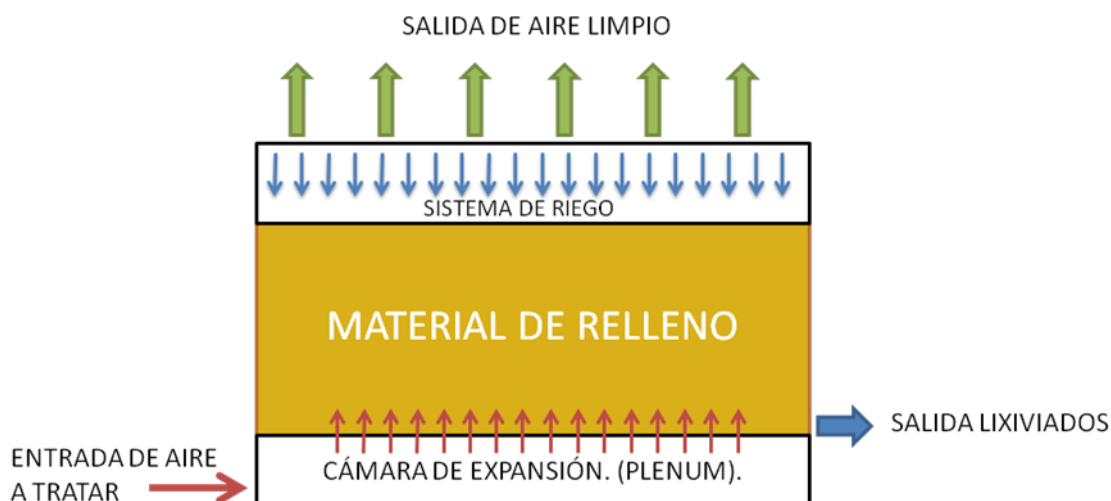 SALIDA DE AIRE LIMPIO
SISTEMA DE RIEGO
MATERIAL DE RELLENO
SALIDA LIXIVIADOS
ENTRADA DE AIRE
A TRATAR
CÁMARA DE EXPANSIÓN. (PLENUM).